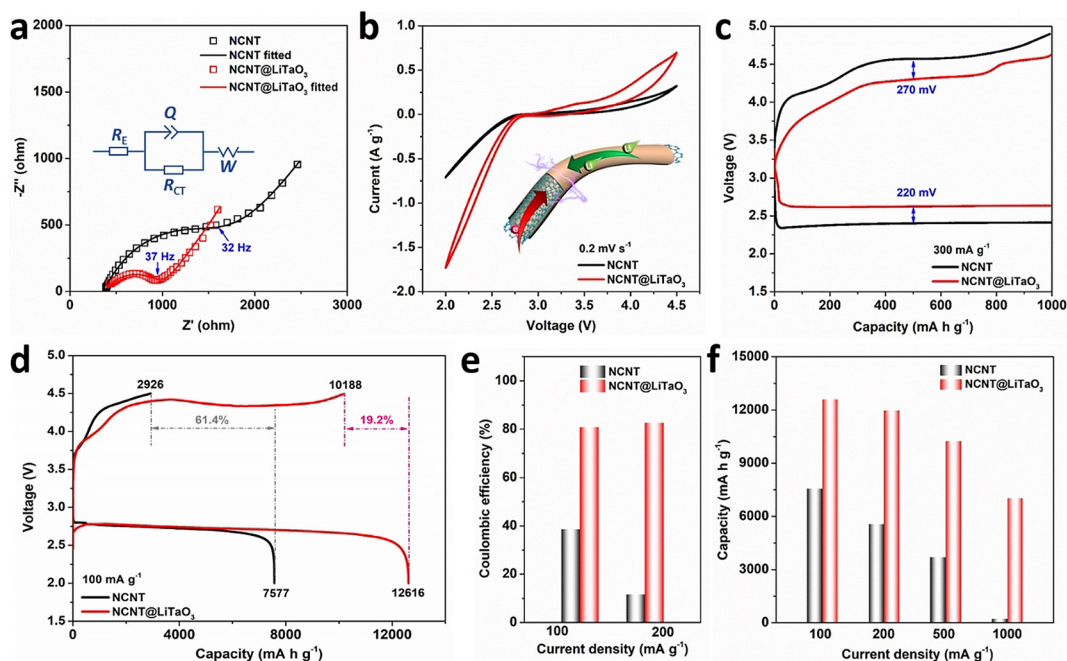 a
2000
1500
1000
500
0
-Z'' (ohm)
0 1000 2000 3000
Z' (ohm)
NCNT
NCNT fitted
NCNT@LiTaO₃
NCNT@LiTaO₃ fitted
R_E
Q
R_CT
W
37 Hz
32 Hz
b
1.0
0.5
0.0
-0.5
-1.0
-1.5
-2.0
Current (A g⁻¹)
2.0 2.5 3.0 3.5 4.0 4.5
Voltage (V)
0.2 mV s⁻¹
NCNT
NCNT@LiTaO₃
c
5.0
4.5
4.0
3.5
3.0
2.5
2.0
1.5
Voltage (V)
0 200 400 600 800 1000
Capacity (mA h g⁻¹)
270 mV
220 mV
300 mA g⁻¹
NCNT
NCNT@LiTaO₃
d
5.0
4.5
4.0
3.5
3.0
2.5
2.0
1.5
Voltage (V)
0 4000 8000 12000
Capacity (mA h g⁻¹)
2926
10188
61.4%
19.2%
7577
12616
100 mA g⁻¹
NCNT
NCNT@LiTaO₃
e
NCNT
NCNT@LiTaO₃
100
80
60
40
20
0
Coulombic efficiency (%)
100 200
Current density (mA g⁻¹)
f
NCNT
NCNT@LiTaO₃
15000
12000
9000
6000
3000
0
Capacity (mA h g⁻¹)
100 200 500 1000
Current density (mA g⁻¹)